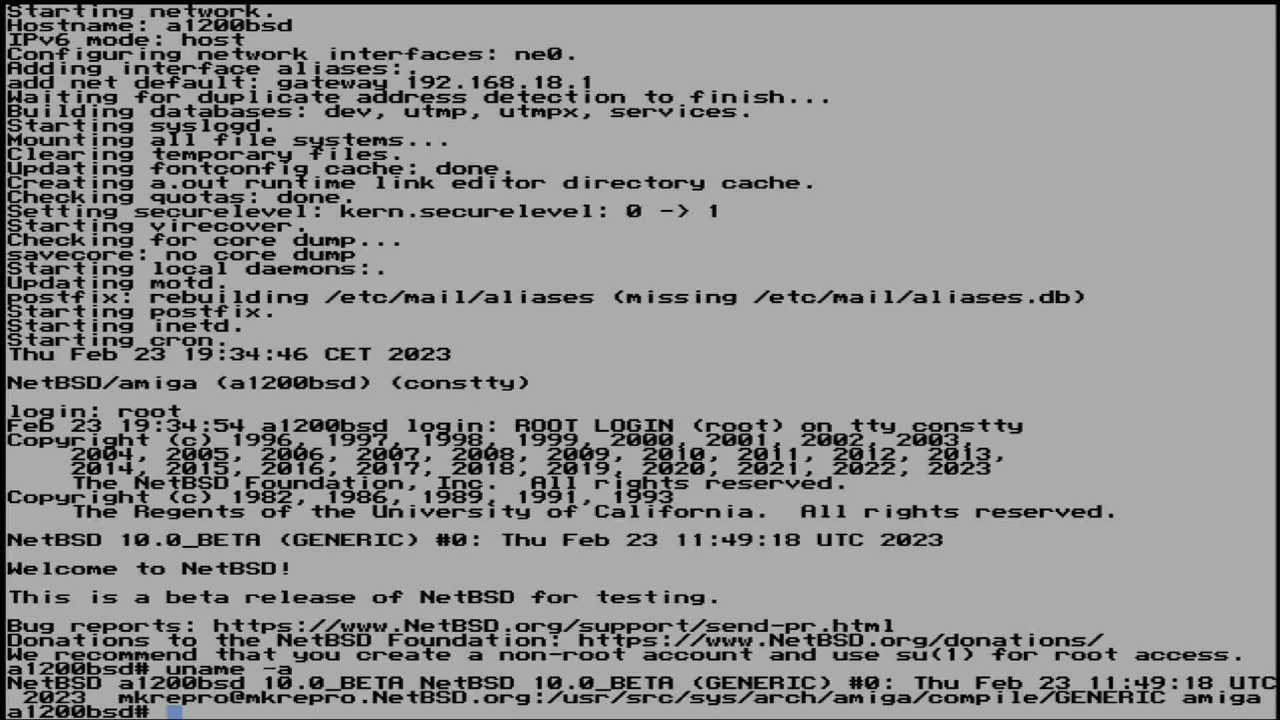 Starting network.
Hostname: a1200bsd
IPv6 mode: host
Configuring network interfaces: ne0.
Adding interface aliases:.
add net default: gateway 192.168.18.1
Waiting for duplicate address detection to finish...
Building databases: dev, utmp, utmpx, services.
Starting syslogd.
Mounting all file systems...
Clearing temporary files.
Updating fontconfig cache: done.
Creating a.out runtime link editor directory cache.
Checking quotas: done.
Setting securelevel: kern.securelevel: 0 -> 1
Starting virecover.
Checking for core dump...
savecore: no core dump
Starting local daemons:.
Updating motd.
postfix: rebuilding /etc/mail/aliases (missing /etc/mail/aliases.db)
Starting postfix.
Starting inetd.
Starting cron.
Thu Feb 23 19:34:46 CET 2023
NetBSD/amiga (a1200bsd) (constty)
login: root
Feb 23 19:34:54 a1200bsd login: ROOT LOGIN (root) on tty constty
Copyright (c) 1996, 1997, 1998, 1999, 2000, 2001, 2002, 2003,
2004, 2005, 2006, 2007, 2008, 2009, 2010, 2011, 2012, 2013,
2014, 2015, 2016, 2017, 2018, 2019, 2020, 2021, 2022, 2023
The NetBSD Foundation, Inc.  All rights reserved.
Copyright (c) 1982, 1986, 1989, 1991, 1993
The Regents of the University of California.  All rights reserved.
NetBSD 10.0_BETA (GENERIC) #0: Thu Feb 23 11:49:18 UTC 2023
Welcome to NetBSD!
This is a beta release of NetBSD for testing.
Bug reports: https://www.NetBSD.org/support/send-pr.html
Donations to the NetBSD Foundation: https://www.NetBSD.org/donations/
We recommend that you create a non-root account and use su(1) for root access.
a1200bsd# uname -a
NetBSD a1200bsd 10.0_BETA NetBSD 10.0_BETA (GENERIC) #0: Thu Feb 23 11:49:18 UTC
2023  mkrepro@mkrepro.NetBSD.org:/usr/src/sys/arch/amiga/compile/GENERIC amiga
a1200bsd#